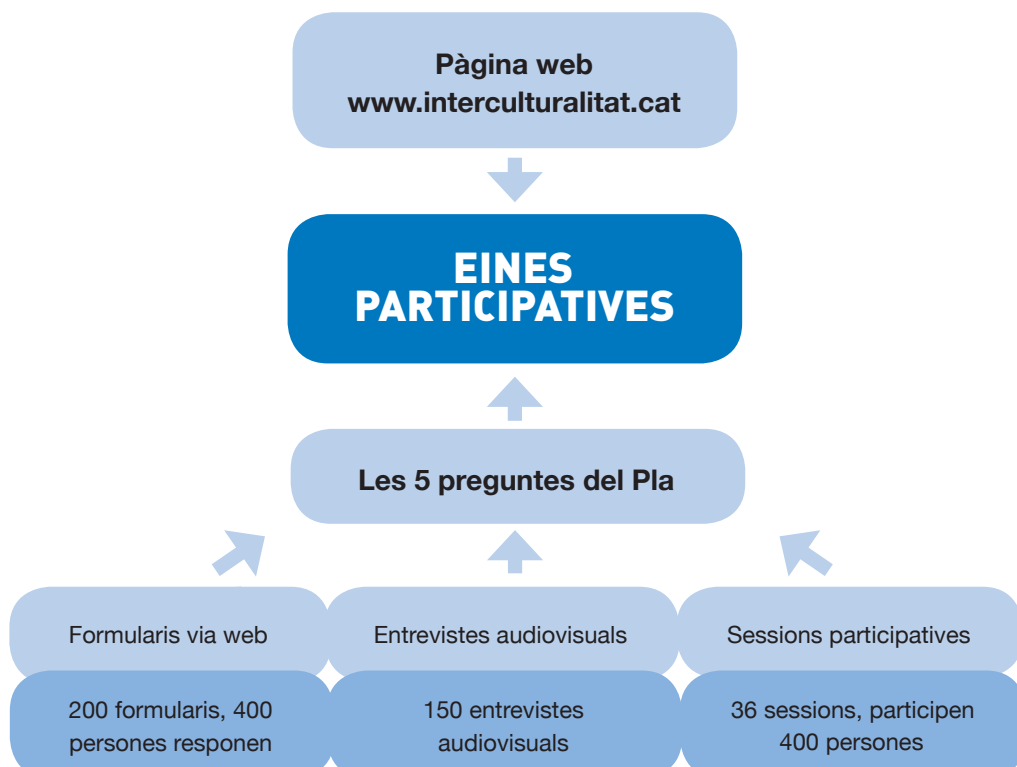 Pàgina web
www.interculturalitat.cat
EINES
PARTICIPATIVES
Les 5 preguntes del Pla
Formularis via web
Entrevistes audiovisuals
Sessions participatives
200 formularis, 400
persones responen
150 entrevistes
audiovisuals
36 sessions, participen
400 persones